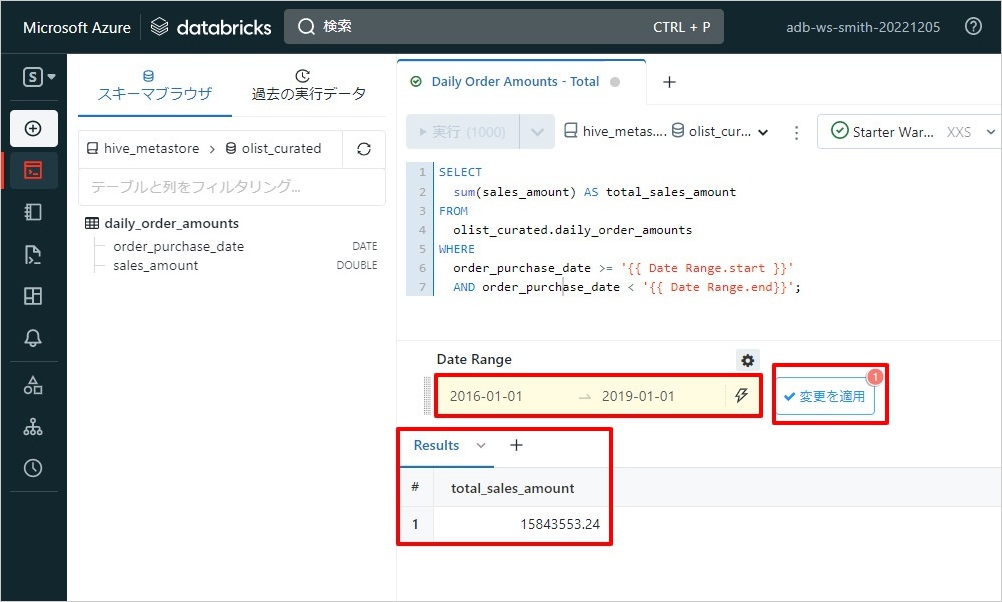 Microsoft Azure databricks 検索 CTRL + P adb-ws-smith-20221205 ?
S
スキーマブラウザ 過去の実行データ
hive_metastore > olist_curated
テーブルと列をフィルタリング...
daily_order_amounts
order_purchase_date DATE
sales_amount DOUBLE
Daily Order Amounts - Total +
実行 (1000) hive_metas.... olist_cur... Starter War... XXS
1 SELECT
2 sum(sales_amount) AS total_sales_amount
3 FROM
4 olist_curated.daily_order_amounts
5 WHERE
6 order_purchase_date >= '{{ Date Range.start }}'
7 AND order_purchase_date < '{{ Date Range.end}}';
Date Range
2016-01-01 → 2019-01-01
変更を適用 1
Results +
# total_sales_amount
1 15843553.24